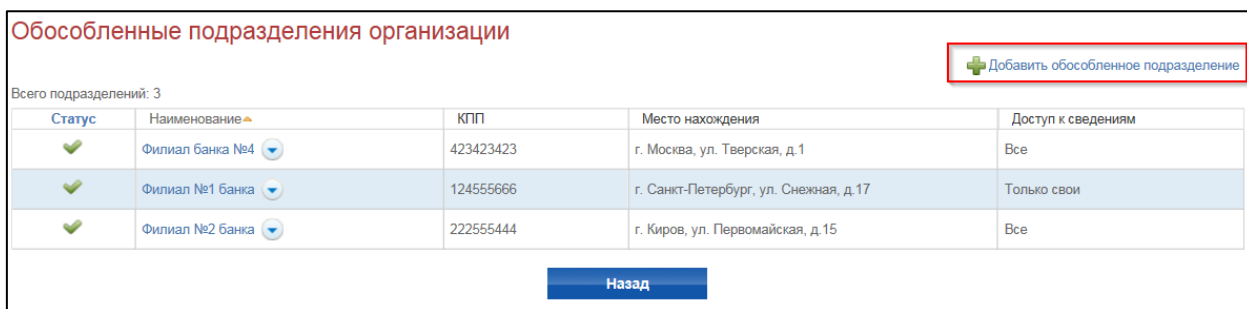 Обособленные подразделения организации
Добавить обособленное подразделение
Всего подразделений: 3
Статус Наименование КПП Место нахождения Доступ к сведениям
Филиал банка №4 423423423 г. Москва, ул. Тверская, д.1 Все
Филиал №1 банка 124555666 г. Санкт-Петербург, ул. Снежная, д.17 Только свои
Филиал №2 банка 222555444 г. Киров, ул. Первомайская, д.15 Все
Назад